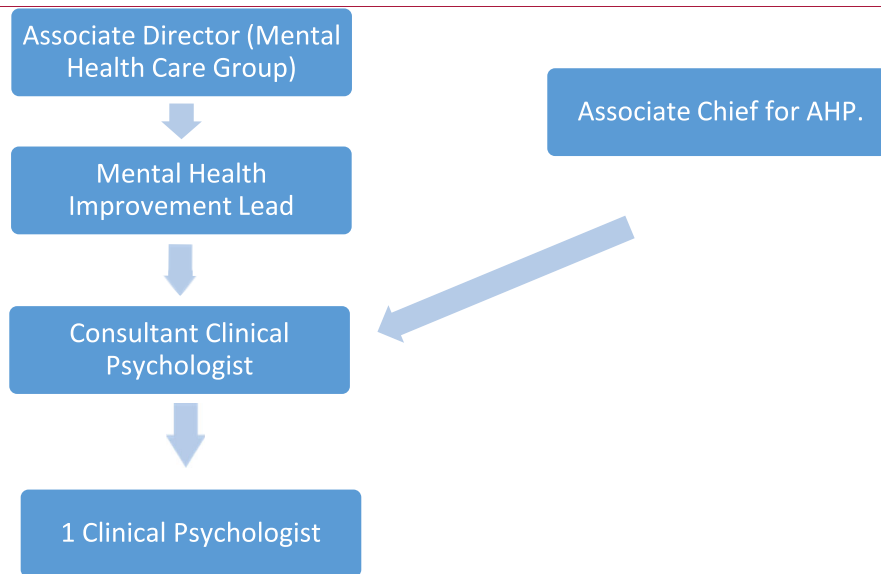 Associate Director (Mental
Health Care Group)
Associate Chief for AHP.
Mental Health
Improvement Lead
Consultant Clinical
Psychologist
1 Clinical Psychologist